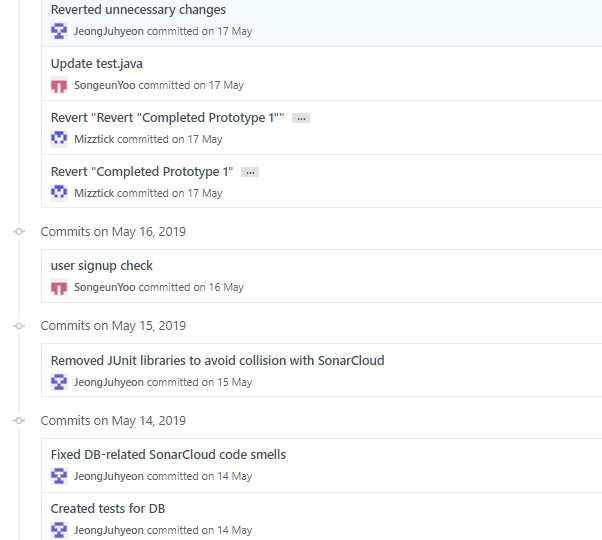 Reverted unnecessary changes
JeongJuhyeon committed on 17 May
Update test.java
SongeunYoo committed on 17 May
Revert "Revert "Completed Prototype 1"" ...
Mizztick committed on 17 May
Revert "Completed Prototype 1" ...
Mizztick committed on 17 May
Commits on May 16, 2019
user signup check
SongeunYoo committed on 16 May
Commits on May 15, 2019
Removed JUnit libraries to avoid collision with SonarCloud
JeongJuhyeon committed on 15 May
Commits on May 14, 2019
Fixed DB-related SonarCloud code smells
JeongJuhyeon committed on 14 May
Created tests for DB
JeongJuhyeon committed on 14 May